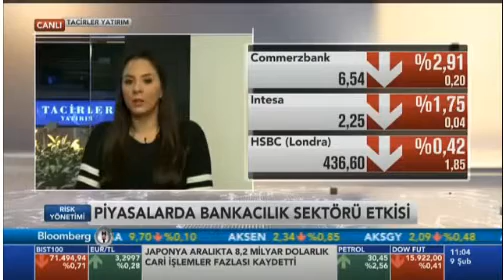 CANLI TACİRLER YATIRIM
TACİRLER
YATIRIM
Commerzbank %2,91
6,54 0,20
Intesa %1,75
2,25 0,04
HSBC (Londra) %0,42
436,60 1,85
RİSK
YÖNETİMİ
PİYASALARDA BANKACILIK SEKTÖRÜ ETKİSİ
Bloomberg 9,70 %0,10 AKSEN 2,34 %0,85 AKSGY 2,09 %0,48
BIST100 EUR/TL JAPONYA ARALIKTA 8,2 MİLYAR DOLARLIK PETROL DOW FUT 11:04
71.494,94 3,2997 CARİ İŞLEMLER FAZLASI KAYDETTİ 30,45 15.922,00 9 Şub
%0,71 %0,28 %0,56 %0,41